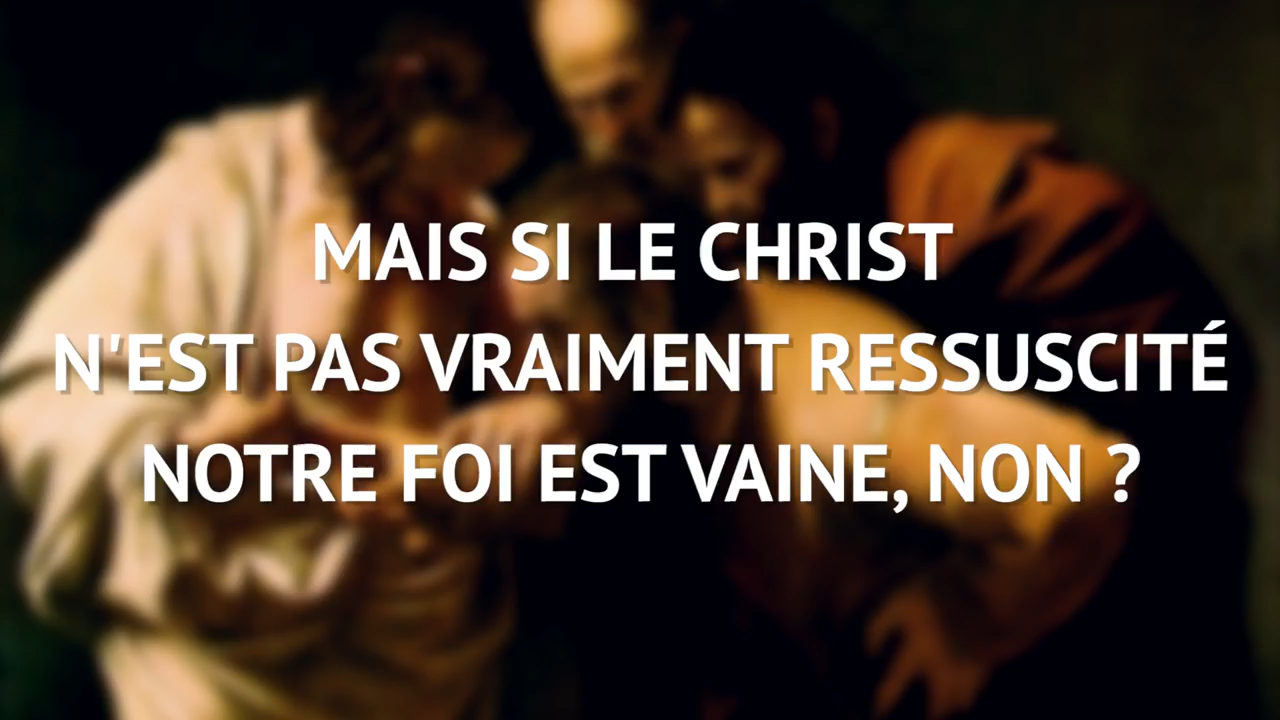 MAIS SI LE CHRIST
N'EST PAS VRAIMENT RESSUSCITÉ
NOTRE FOI EST VAINE, NON ?